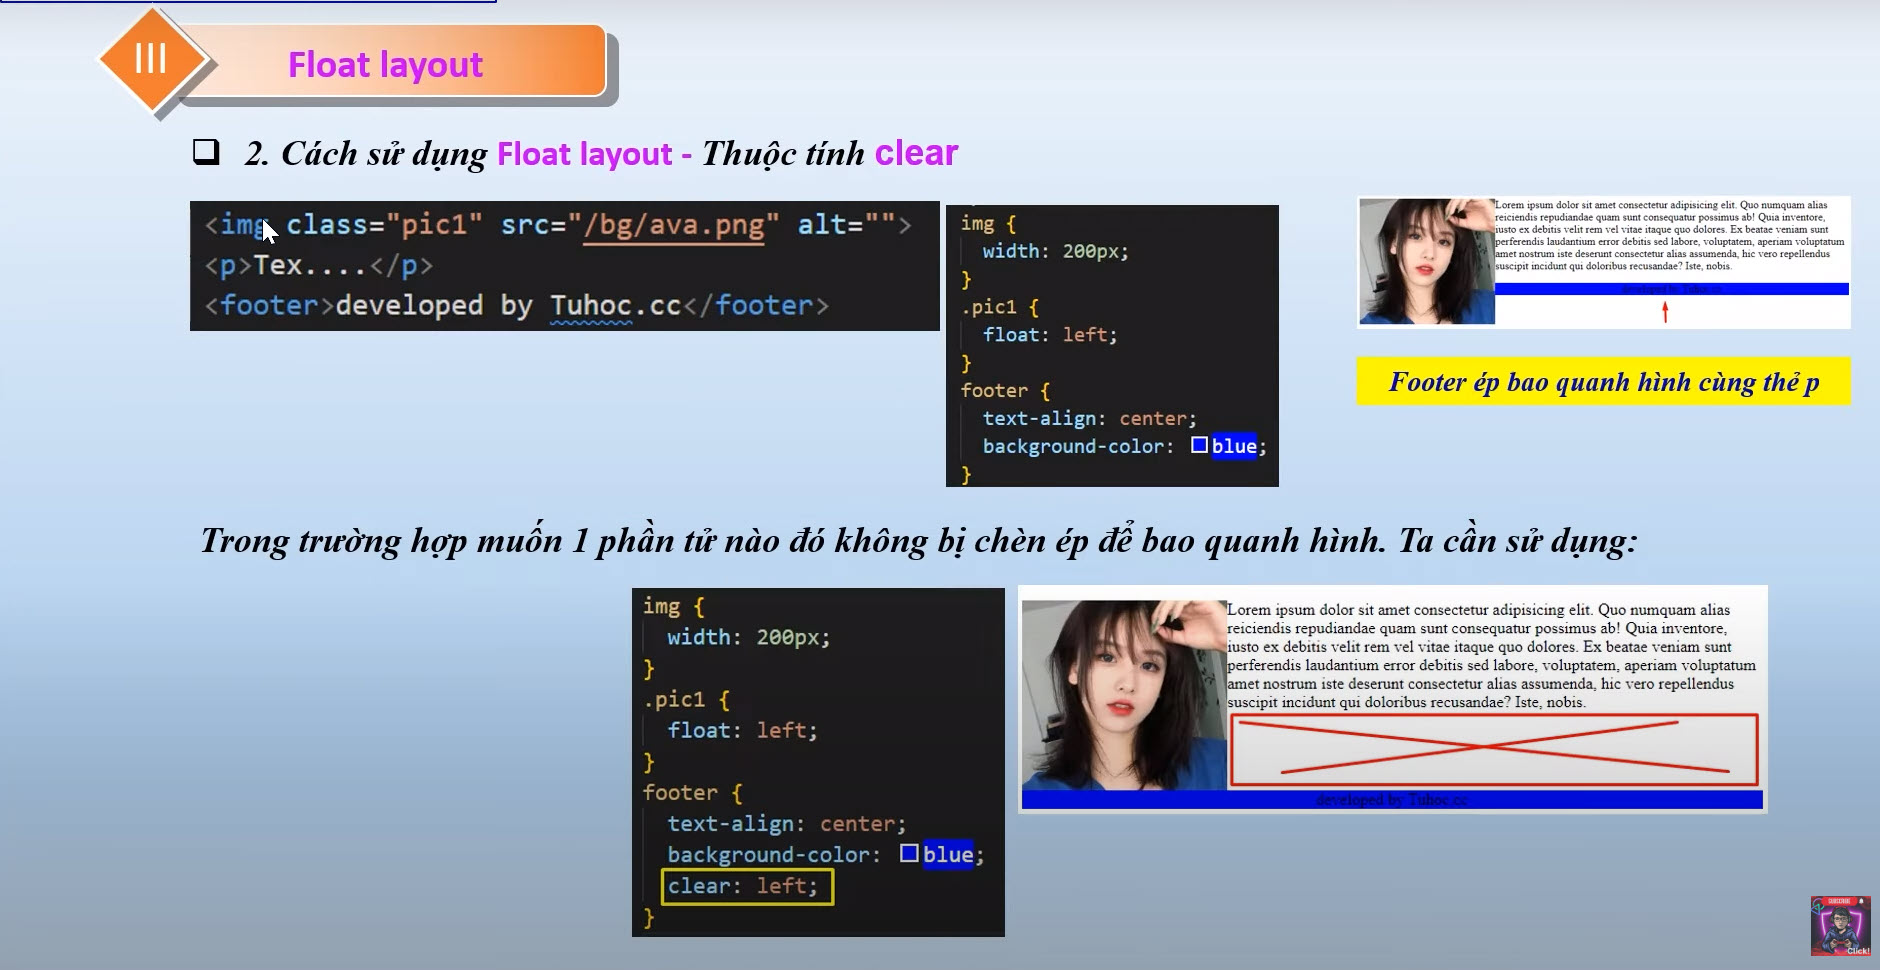 III
Float layout
2. Cách sử dụng Float layout - Thuộc tính clear
<img class="pic1" src="/bg/ava.png" alt="">
<p>Tex....</p>
<footer>developed by Tuhoc.cc</footer>
img {
width: 200px;
}
.pic1 {
float: left;
}
footer {
text-align: center;
background-color: blue;
}
Lorem ipsum dolor sit amet consectetur adipisicing elit. Quo numquam alias
reiciendis repudiandae quam sunt consequatur possimus ab! Quia inventore,
iusto ex debitis velit rem vel vitae itaque quo dolores. Ex beatae veniam sunt
perferendis laudantium error debitis sed labore, voluptatem, aperiam voluptatum
amet nostrum iste deserunt consectetur alias assumenda, hic vero repellendus
suscipit incidunt qui doloribus recusandae? Iste, nobis.
developed by Tuhoc.cc
Footer ép bao quanh hình cùng thẻ p
Trong trường hợp muốn 1 phần tử nào đó không bị chèn ép để bao quanh hình. Ta cần sử dụng:
img {
width: 200px;
}
.pic1 {
float: left;
}
footer {
text-align: center;
background-color: blue;
clear: left;
}
Lorem ipsum dolor sit amet consectetur adipisicing elit. Quo numquam alias
reiciendis repudiandae quam sunt consequatur possimus ab! Quia inventore,
iusto ex debitis velit rem vel vitae itaque quo dolores. Ex beatae veniam sunt
perferendis laudantium error debitis sed labore, voluptatem, aperiam voluptatum
amet nostrum iste deserunt consectetur alias assumenda, hic vero repellendus
suscipit incidunt qui doloribus recusandae? Iste, nobis.
developed by Tuhoc.cc
SUBSCRIBE
Click!